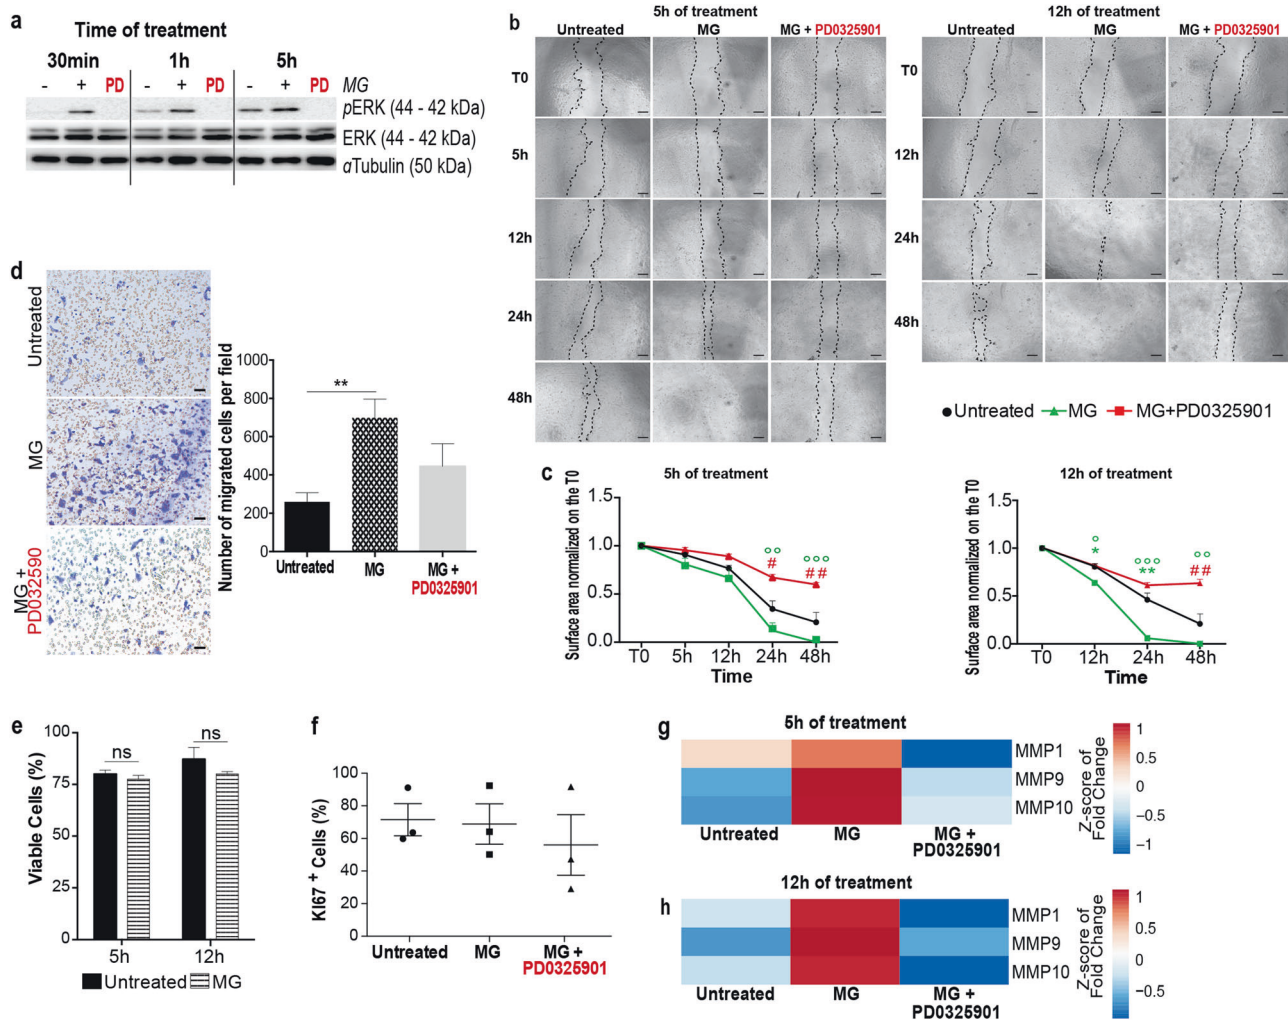 a
Time of treatment
30min 1h 5h
- + PD - + PD - + PD MG
pERK (44 - 42 kDa)
ERK (44 - 42 kDa)
αTubulin (50 kDa)
b
5h of treatment
Untreated MG MG + PD0325901
T0
5h
12h
24h
48h
12h of treatment
Untreated MG MG + PD0325901
T0
12h
24h
48h
Untreated MG MG+PD0325901
c
5h of treatment
Surface area normalized on the T0
1.5
1.0
0.5
0.0
°° °°°
# ##
T0 5h 12h 24h 48h
Time
12h of treatment
Surface area normalized on the T0
1.5
1.0
0.5
0.0
° °°° °°
* ** ##
T0 12h 24h 48h
Time
d
Untreated
MG
MG +
PD032590
Number of migrated cells per field
1000
800
600
400
200
0
**
Untreated MG MG +
PD0325901
e
Viable Cells (%)
100
75
50
25
0
ns ns
5h 12h
Untreated MG
f
KI67 + Cells (%)
100
80
60
40
20
0
Untreated MG MG +
PD0325901
g
5h of treatment
MMP1
MMP9
MMP10
Untreated MG MG +
PD0325901
Z-score of
Fold Change
1
0.5
0
−0.5
−1
h
12h of treatment
MMP1
MMP9
MMP10
Untreated MG MG +
PD0325901
Z-score of
Fold Change
1
0.5
0
−0.5